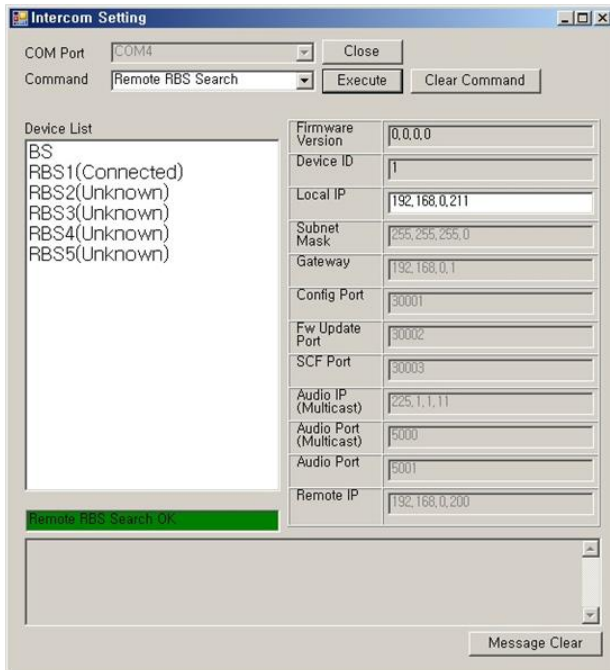 Intercom Setting
COM Port COM4 Close
Command Remote RBS Search Execute Clear Command
Device List
BS
RBS1(Connected)
RBS2(Unknown)
RBS3(Unknown)
RBS4(Unknown)
RBS5(Unknown)
Remote RBS Search OK
Firmware
Version
0,0,0,0
Device ID 1
Local IP 192,168,0,211
Subnet
Mask
255,255,255,0
Gateway 192,168,0,1
Config Port 30001
Fw Update
Port
30002
SCF Port 30003
Audio IP
(Multicast)
225,1,1,11
Audio Port
(Multicast)
5000
Audio Port 5001
Remote IP 192,168,0,200
Message Clear